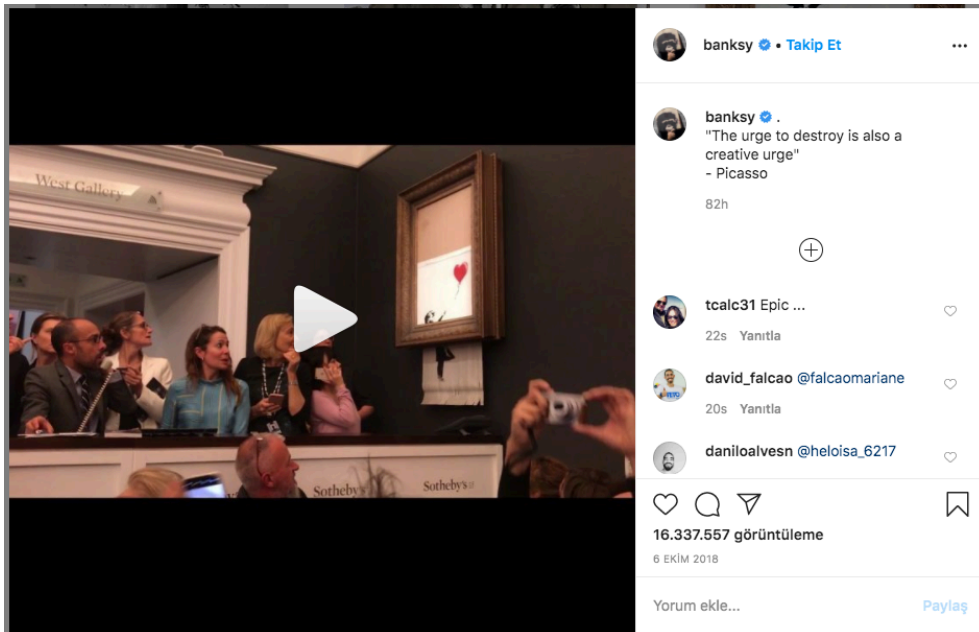 West Gallery
Sotheby's
Sotheby's
banksy • Takip Et
banksy .
"The urge to destroy is also a
creative urge"
- Picasso
82h
tcalc31 Epic ...
22s Yanıtla
david_falcao @falcaomariane
20s Yanıtla
daniloalvesn @heloisa_6217
16.337.557 görüntüleme
6 EKİM 2018
Yorum ekle...
Paylaş